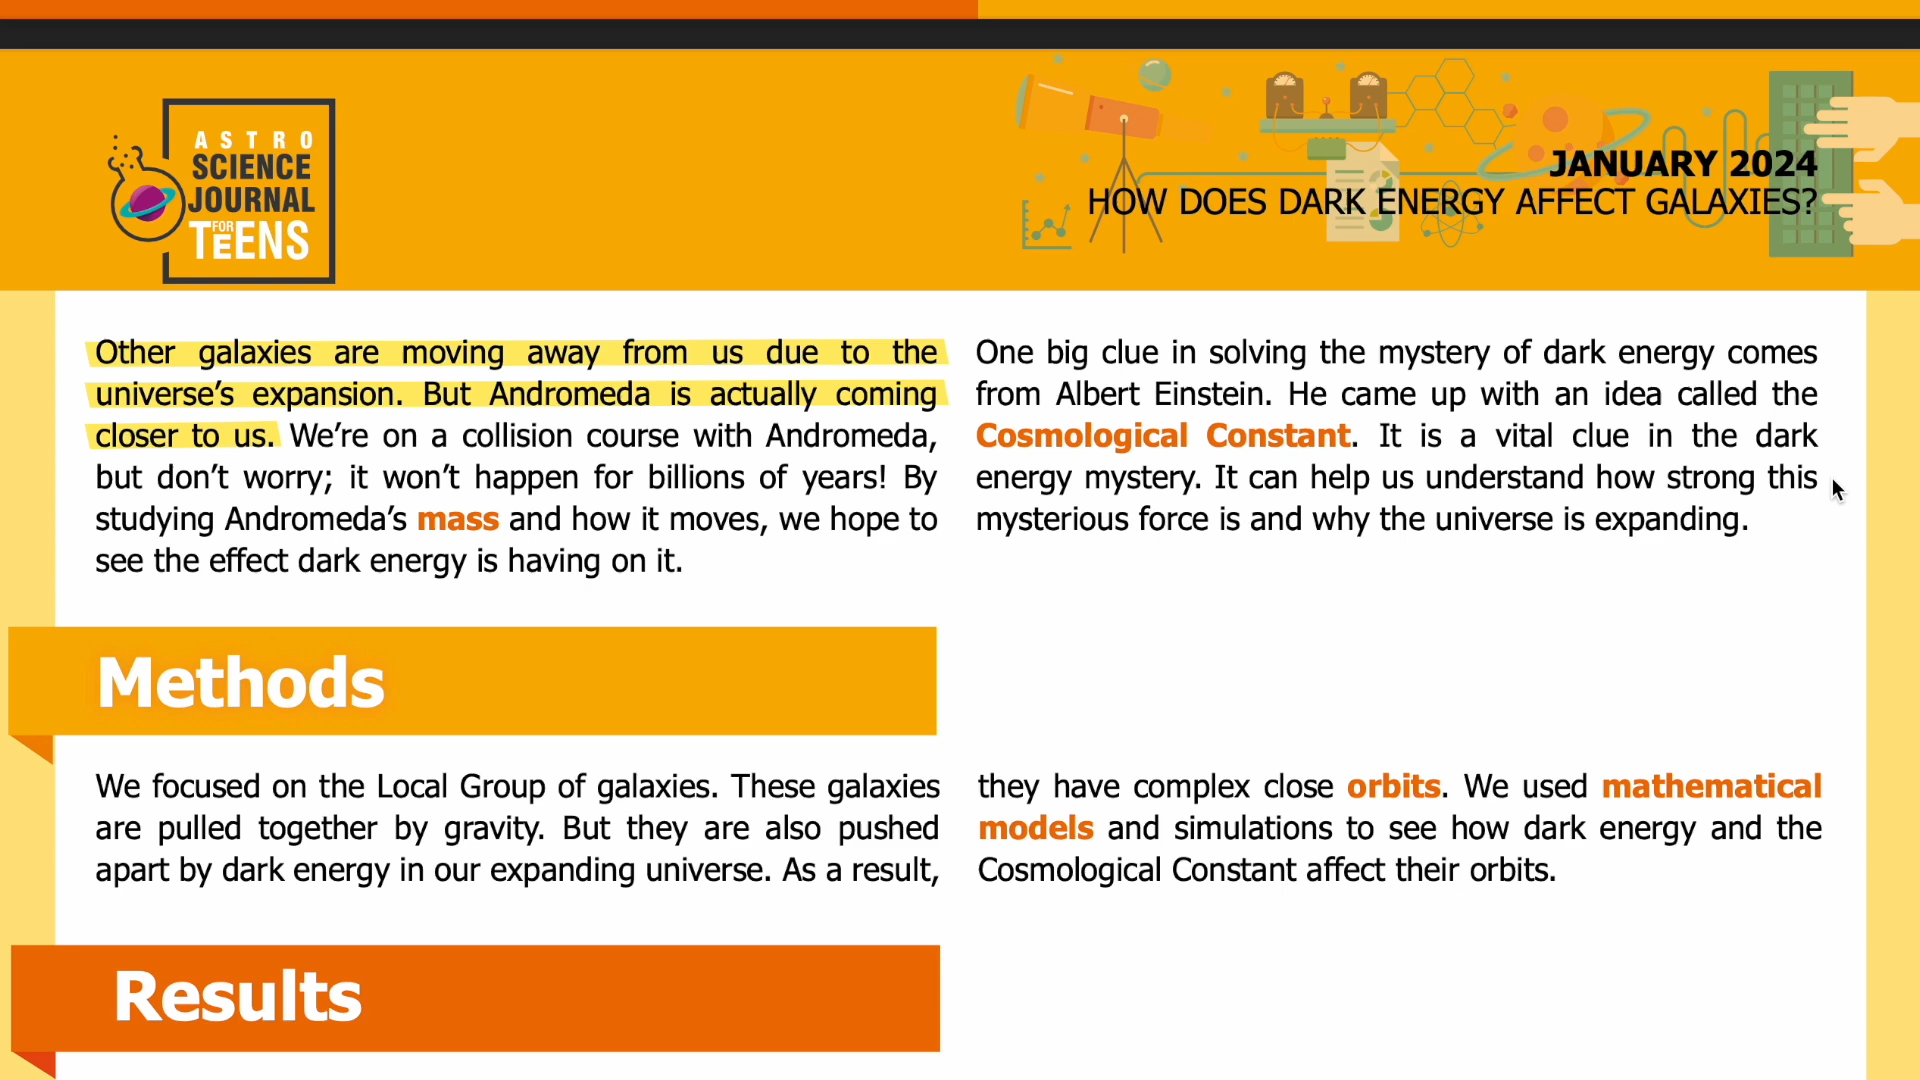 ASTRO
SCIENCE
JOURNAL
FOR
TEENS
JANUARY 2024
HOW DOES DARK ENERGY AFFECT GALAXIES?
Other galaxies are moving away from us due to the
universe’s expansion. But Andromeda is actually coming
closer to us. We’re on a collision course with Andromeda,
but don’t worry; it won’t happen for billions of years! By
studying Andromeda’s mass and how it moves, we hope to
see the effect dark energy is having on it.
One big clue in solving the mystery of dark energy comes
from Albert Einstein. He came up with an idea called the
Cosmological Constant. It is a vital clue in the dark
energy mystery. It can help us understand how strong this
mysterious force is and why the universe is expanding.
Methods
We focused on the Local Group of galaxies. These galaxies
are pulled together by gravity. But they are also pushed
apart by dark energy in our expanding universe. As a result,
they have complex close orbits. We used mathematical
models and simulations to see how dark energy and the
Cosmological Constant affect their orbits.
Results